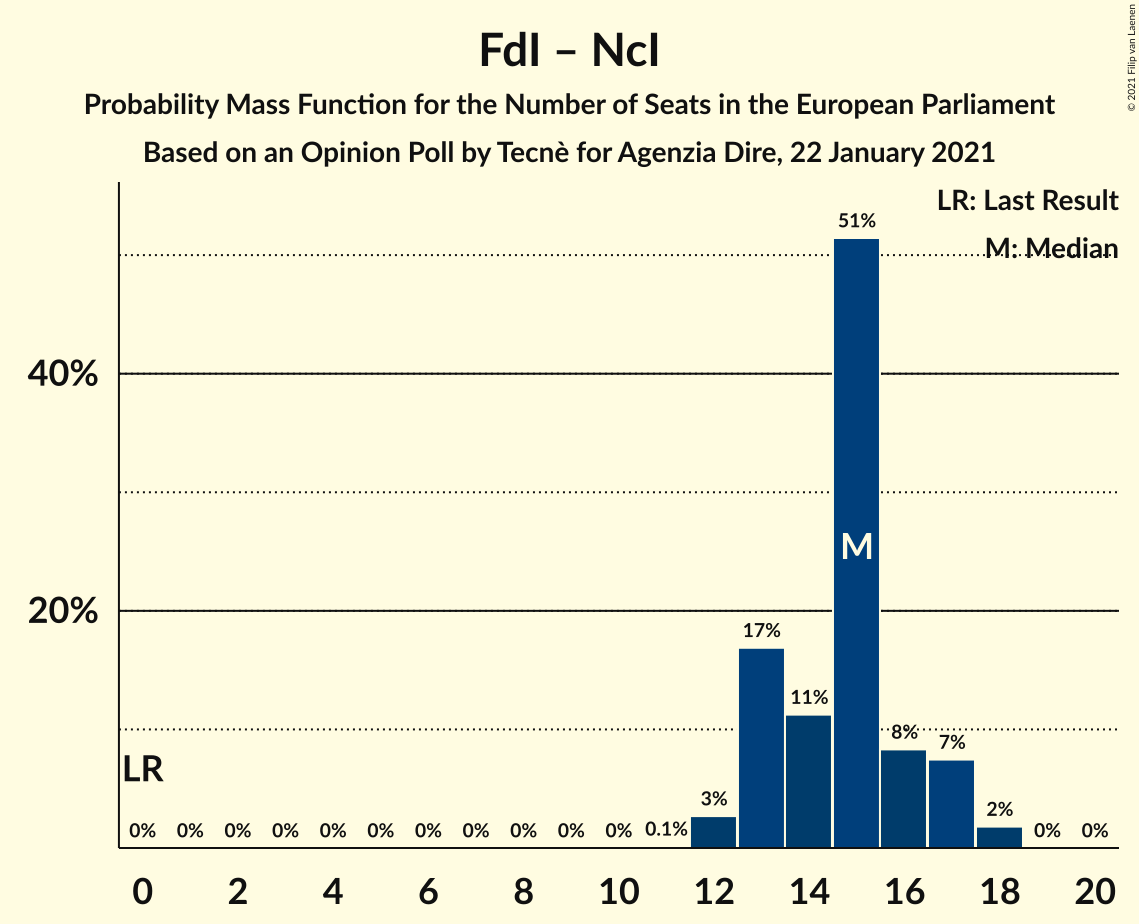 FdI – NcI
Probability Mass Function for the Number of Seats in the European Parliament
Based on an Opinion Poll by Tecnè for Agenzia Dire, 22 January 2021
© 2021 Filip van Laenen
LR: Last Result
M: Median
51%
40%
M
20%
17%
11%
8%
7%
LR
3%
2%
0% 0% 0% 0% 0% 0% 0% 0% 0% 0% 0% 0.1% 0% 0%
0 2 4 6 8 10 12 14 16 18 20